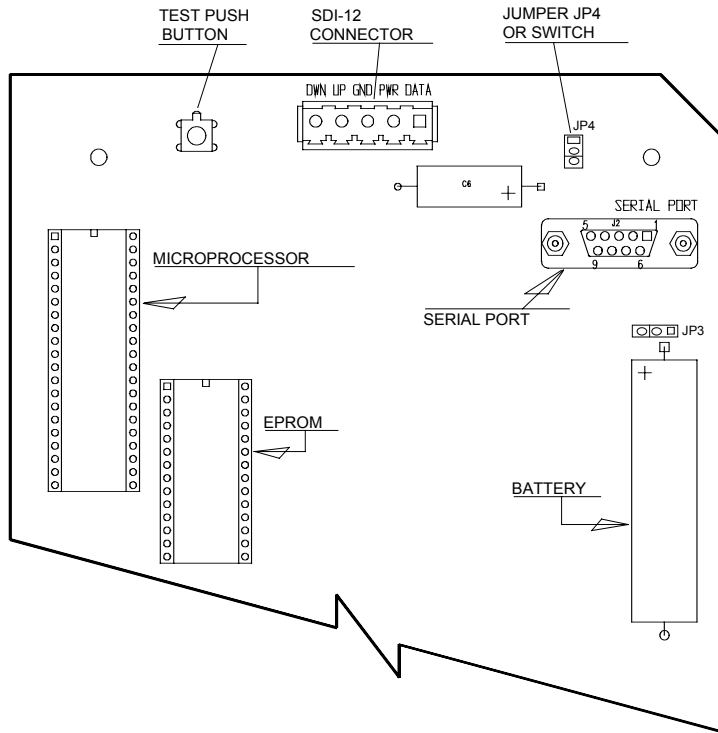 TEST PUSH
BUTTON
SDI-12
CONNECTOR
JUMPER JP4
OR SWITCH
DWN UP GND PWR DATA
JP4
C6
+
SERIAL PORT
5 J2 1
9 6
MICROPROCESSOR
SERIAL PORT
JP3
+
EPROM
BATTERY